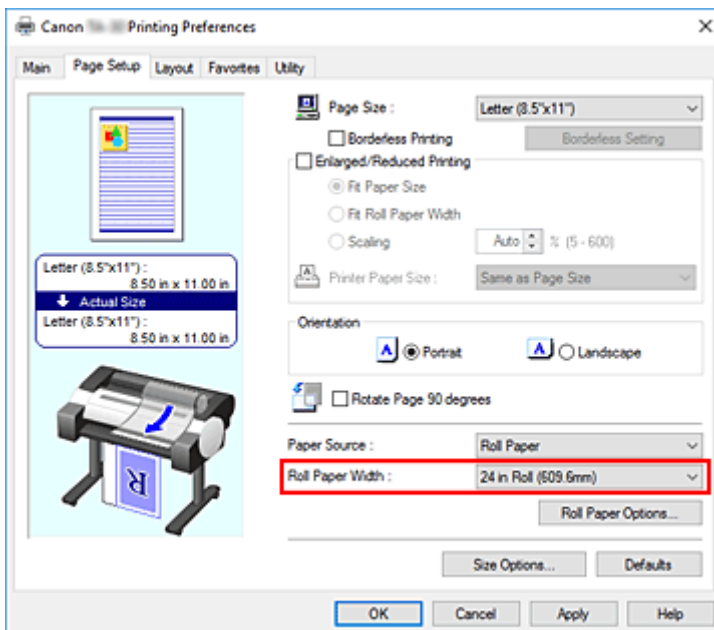 Canon Printing Preferences
Main Page Setup Layout Favorites Utility
Page Size : Letter (8.5"x11")
Borderless Printing Borderless Setting
Enlarged/Reduced Printing
Fit Paper Size
Fit Roll Paper Width
Scaling Auto % (5 - 600)
Printer Paper Size : Same as Page Size
Letter (8.5"x11") :
8.50 in x 11.00 in
Actual Size
Letter (8.5"x11") :
8.50 in x 11.00 in
Orientation
A Portrait A Landscape
Rotate Page 90 degrees
Paper Source : Roll Paper
Roll Paper Width : 24 in Roll (609.6mm)
Roll Paper Options...
Size Options... Defaults
OK Cancel Apply Help
R